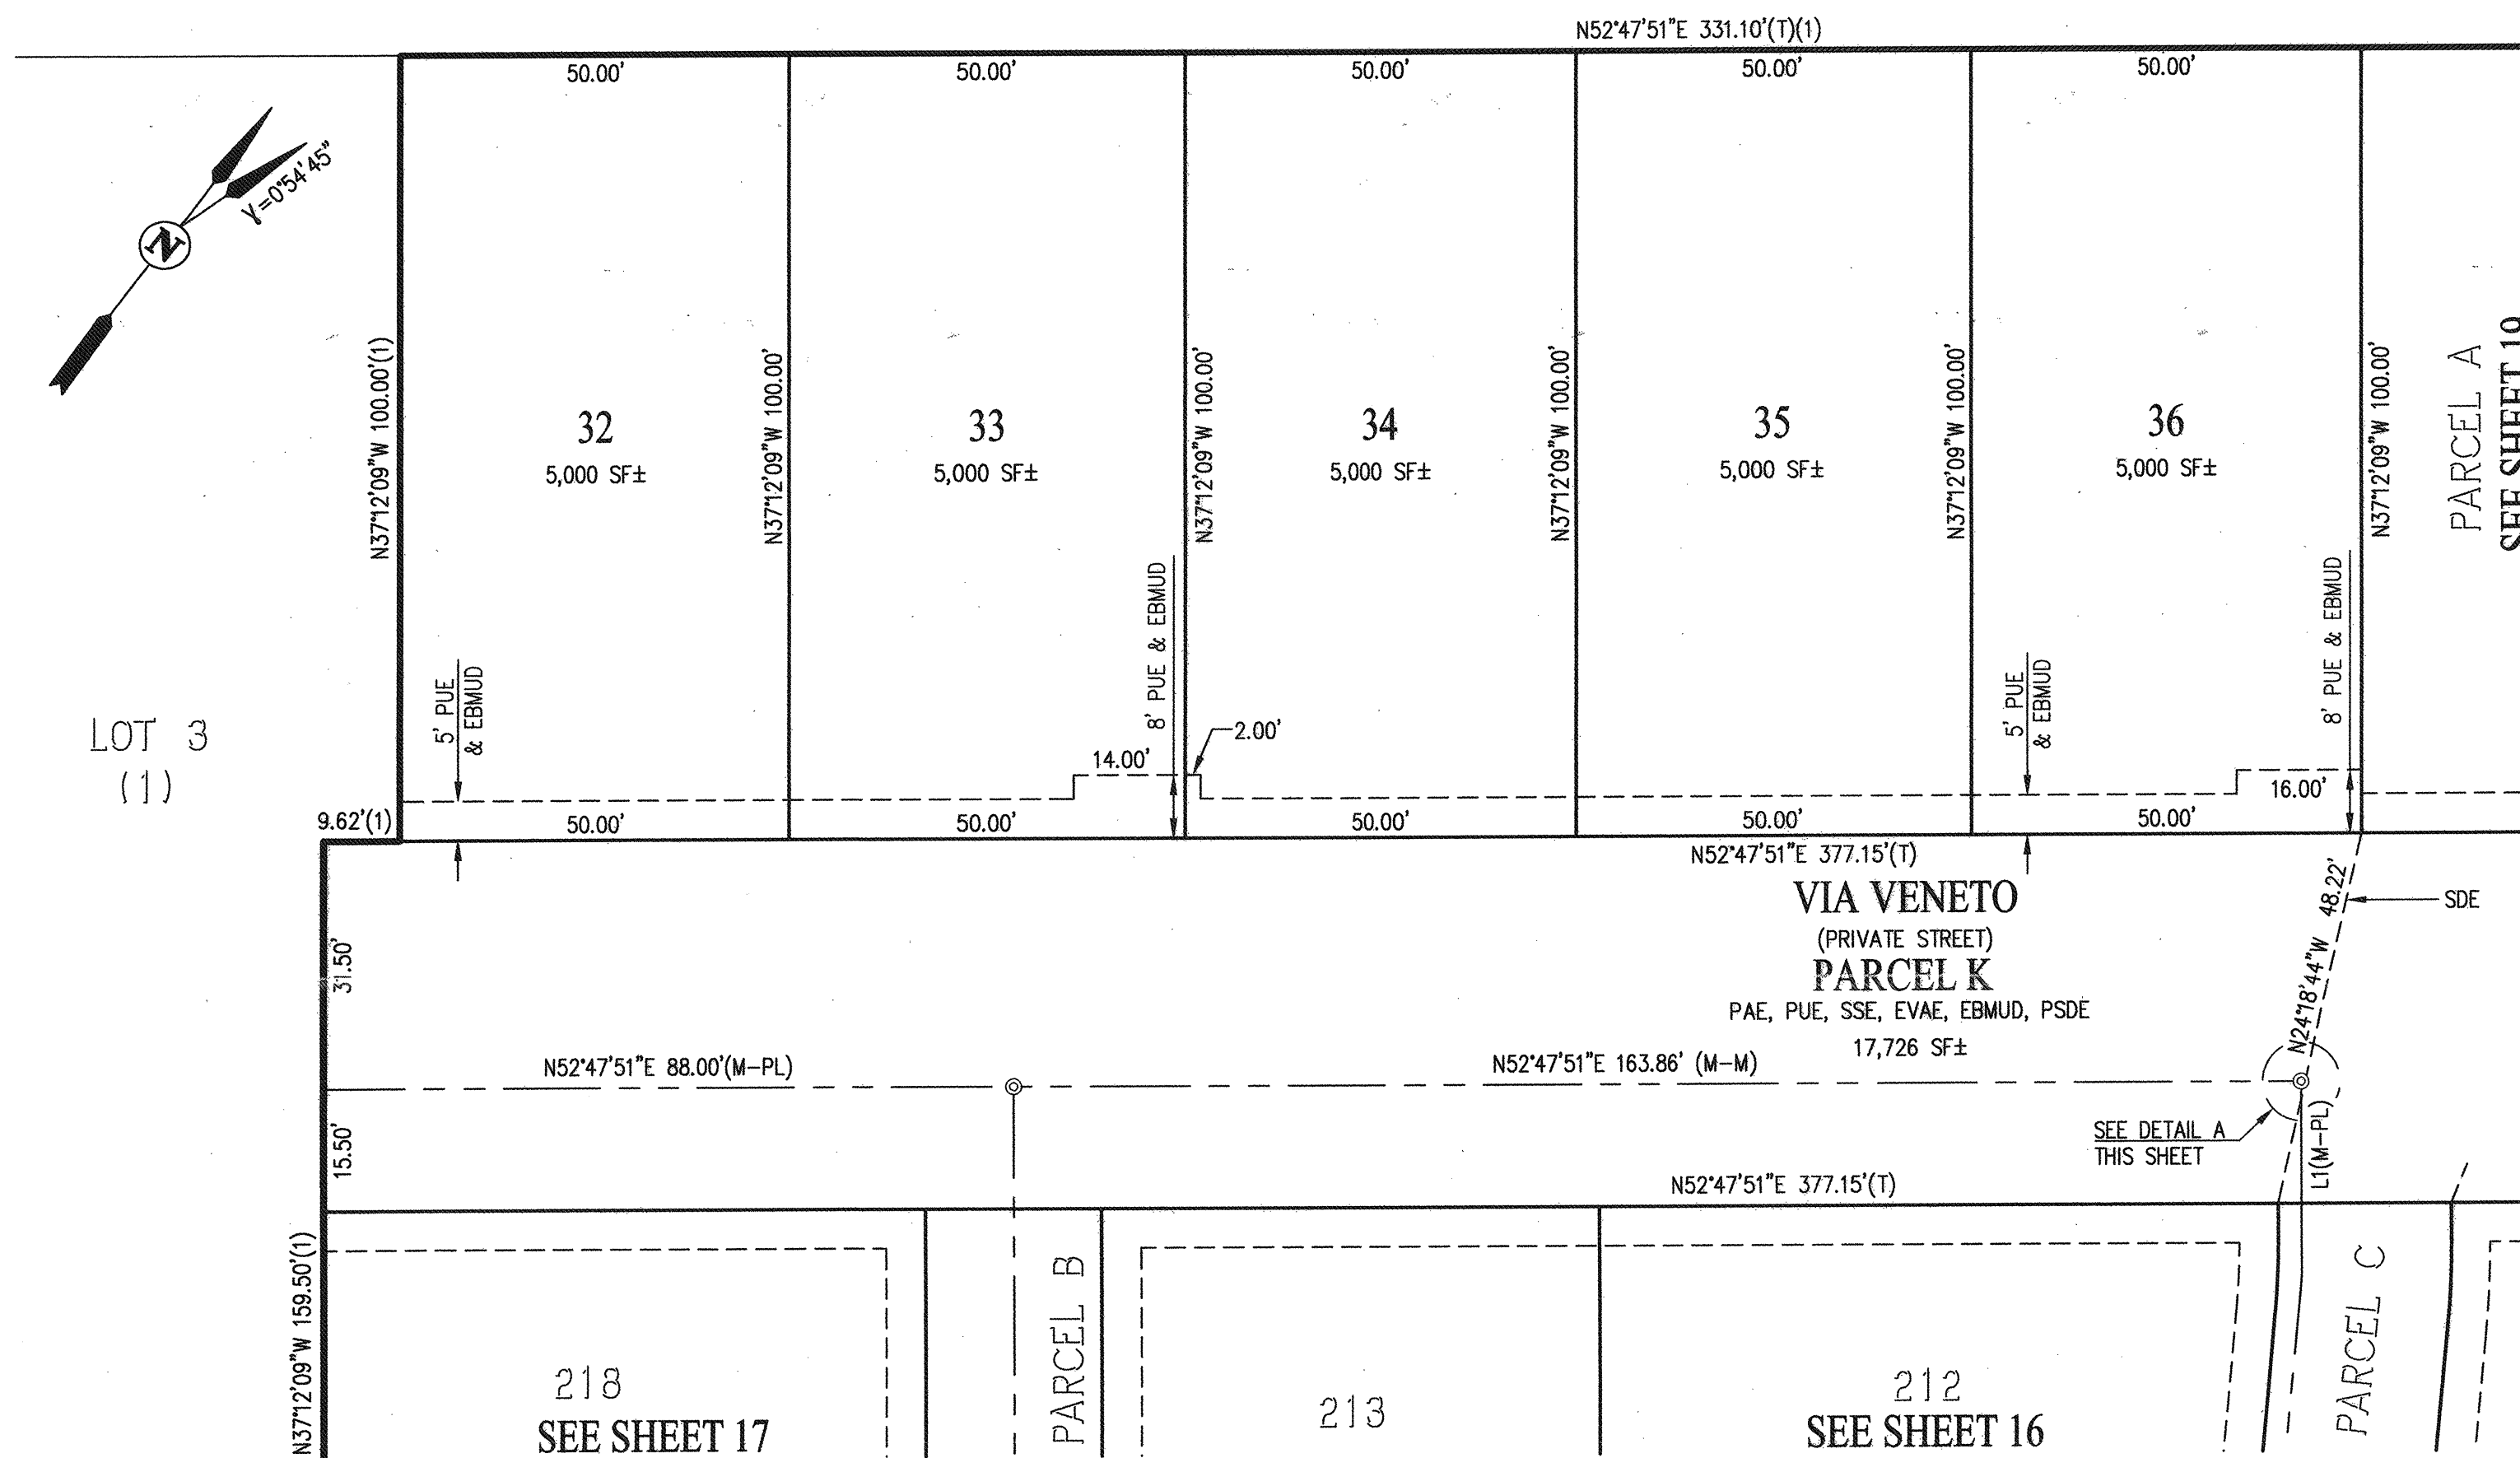 N52°47'51"E 331.10'(T)(1)
50.00'
50.00'
50.00'
50.00'
50.00'
N
γ=0°54'45"
N37°12'09"W 100.00'(1)
N37°12'09"W 100.00'
N37°12'09"W 100.00'
N37°12'09"W 100.00'
N37°12'09"W 100.00'
N37°12'09"W 100.00'
PARCEL A
SEE SHEET 19
32
5,000 SF±
33
5,000 SF±
34
5,000 SF±
35
5,000 SF±
36
5,000 SF±
LOT 3
(1)
5' PUE
& EBMUD
8' PUE & EBMUD
14.00'
2.00'
5' PUE
& EBMUD
8' PUE & EBMUD
16.00'
9.62'(1)
50.00'
50.00'
50.00'
50.00'
50.00'
N52°47'51"E 377.15'(T)
VIA VENETO
(PRIVATE STREET)
PARCEL K
PAE, PUE, SSE, EVAE, EBMUD, PSDE
17,726 SF±
N24°18'44"W 48.22'
SDE
31.50'
N52°47'51"E 88.00'(M-PL)
N52°47'51"E 163.86' (M-M)
15.50'
SEE DETAIL A
THIS SHEET
L1(M-PL)
N52°47'51"E 377.15'(T)
N37°12'09"W 159.50'(1)
218
SEE SHEET 17
PARCEL B
213
212
SEE SHEET 16
PARCEL C